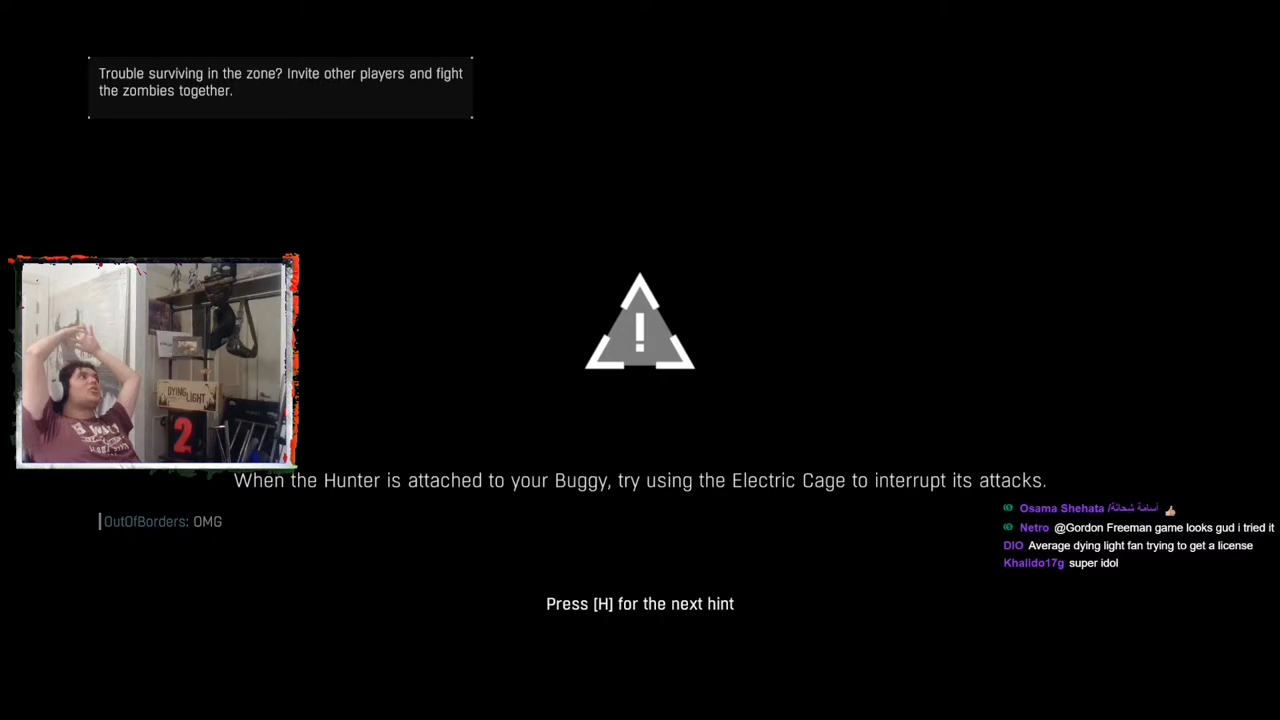 Trouble surviving in the zone? Invite other players and fight
the zombies together.
DYING LIGHT
2
When the Hunter is attached to your Buggy, try using the Electric Cage to interrupt its attacks.
OutOfBorders: OMG
Osama Shehata /أسامة شحاتة 👍🏼
Netro @Gordon Freeman game looks gud i tried it
DIO Average dying light fan trying to get a license
Khalido17g super idol
Press [H] for the next hint